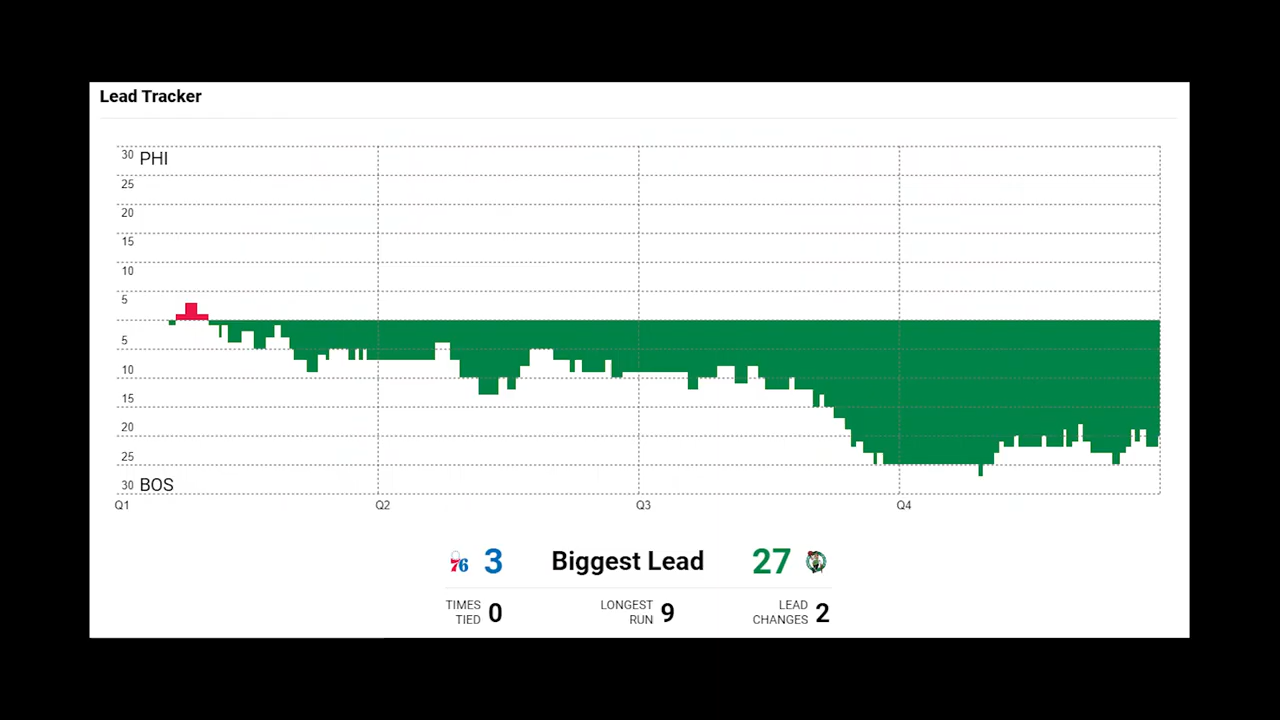 Lead Tracker
30 PHI
25
20
15
10
5
5
10
15
20
25
30 BOS
Q1 Q2 Q3 Q4
76 3 Biggest Lead 27
TIMES TIED 0 LONGEST RUN 9 LEAD CHANGES 2